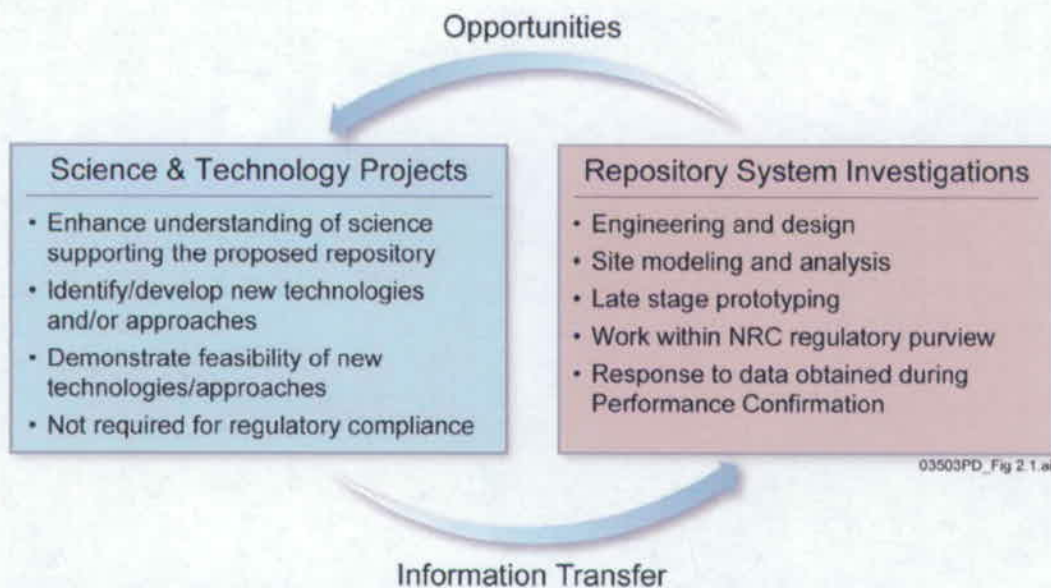 Opportunities
Science & Technology Projects
• Enhance understanding of science
supporting the proposed repository
• Identify/develop new technologies
and/or approaches
• Demonstrate feasibility of new
technologies/approaches
• Not required for regulatory compliance
Repository System Investigations
• Engineering and design
• Site modeling and analysis
• Late stage prototyping
• Work within NRC regulatory purview
• Response to data obtained during
Performance Confirmation
03503PD_Fig 2.1.ai
Information Transfer